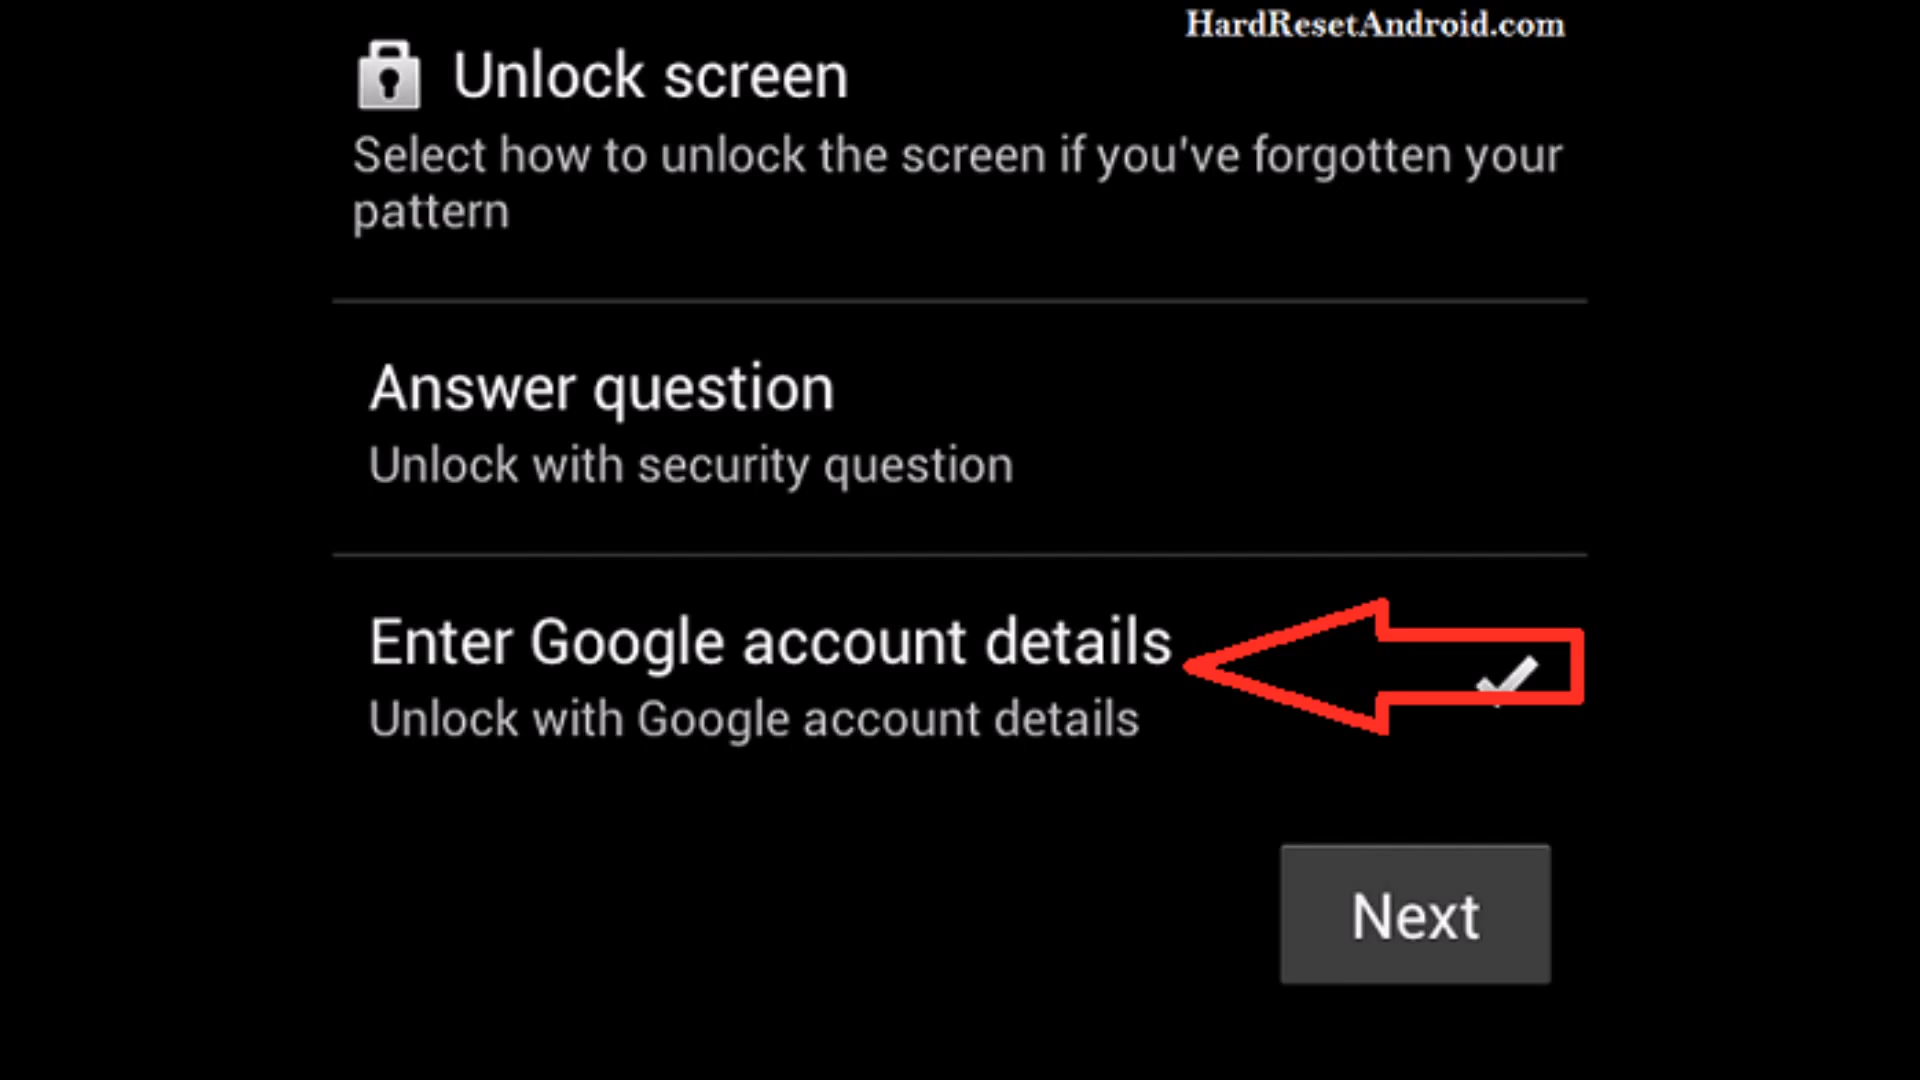 HardResetAndroid.com
Unlock screen
Select how to unlock the screen if you've forgotten your
pattern
Answer question
Unlock with security question
Enter Google account details
Unlock with Google account details
Next